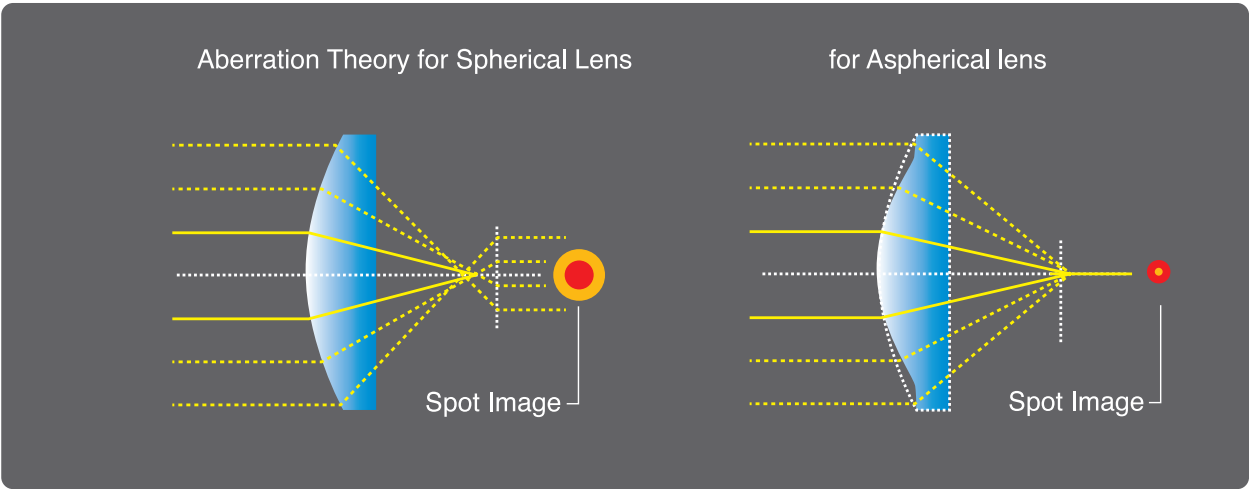 Aberration Theory for Spherical Lens
for Aspherical lens
Spot Image
Spot Image